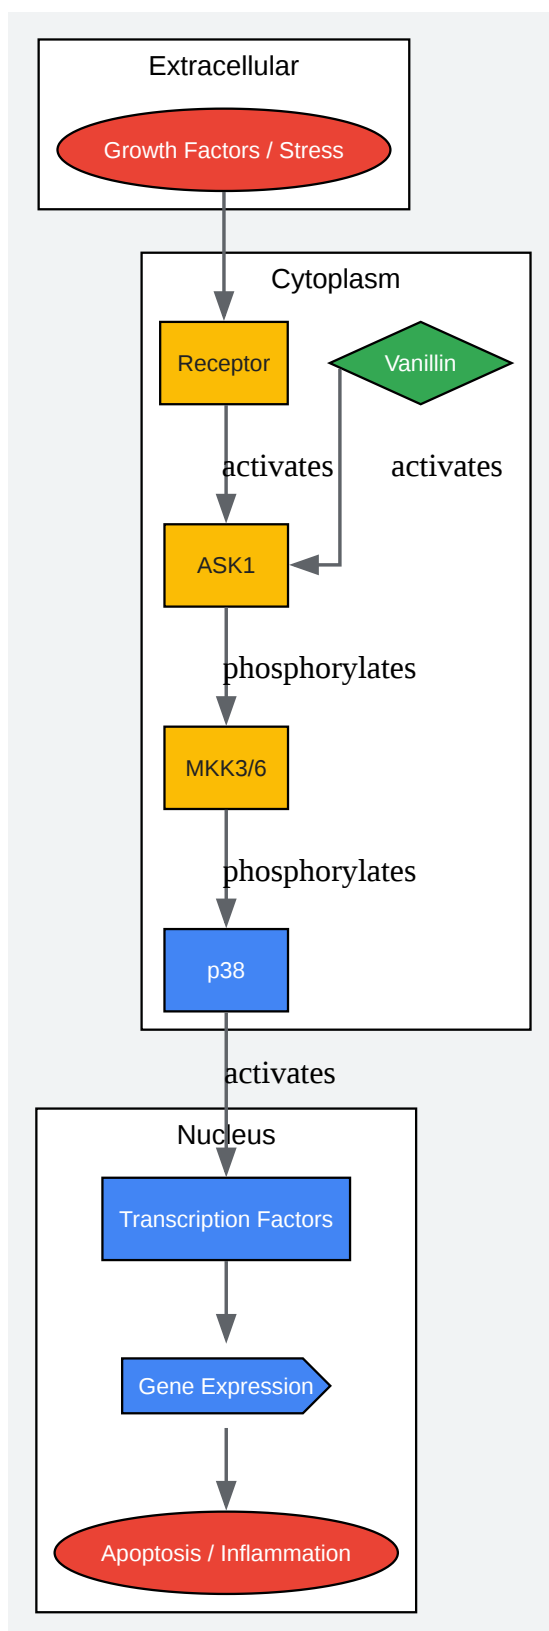 Extracellular
Growth Factors / Stress
Cytoplasm
Receptor
Vanillin
activates
activates
ASK1
phosphorylates
MKK3/6
phosphorylates
p38
activates
Nucleus
Transcription Factors
Gene Expression
Apoptosis / Inflammation